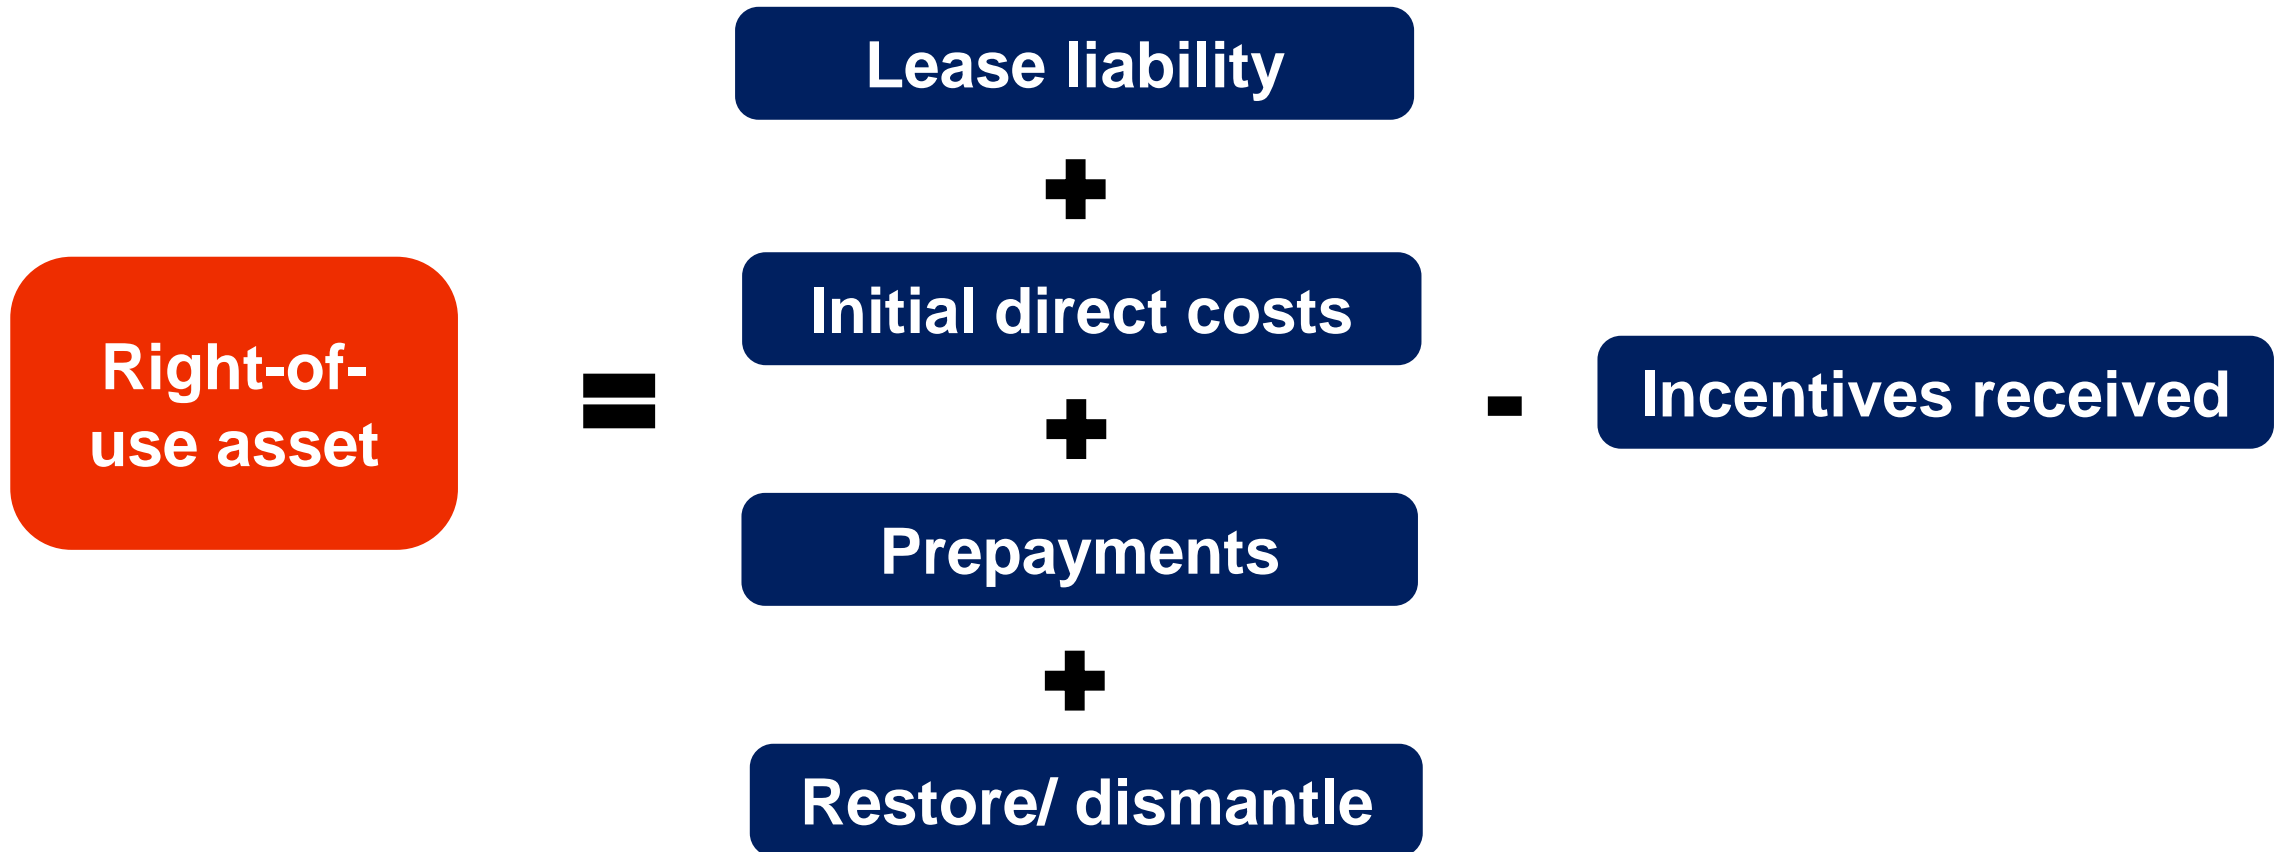 Right-of-
use asset
=
Lease liability
+
Initial direct costs
+
Prepayments
+
Restore/ dismantle
-
Incentives received